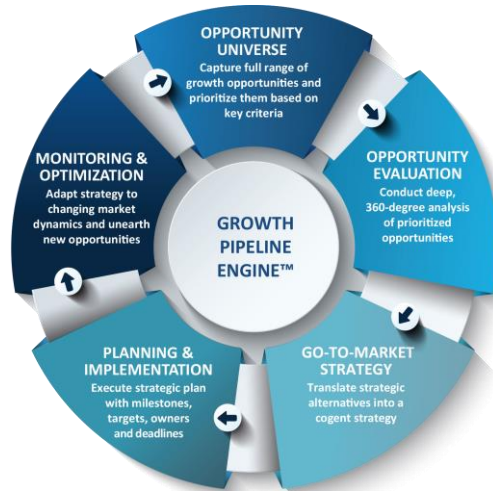 OPPORTUNITY
UNIVERSE
Capture full range of
growth opportunities and
prioritize them based on
key criteria
OPPORTUNITY
EVALUATION
Conduct deep,
360-degree analysis
of prioritized
opportunities
GO-TO-MARKET
STRATEGY
Translate strategic
alternatives into a
cogent strategy
PLANNING &
IMPLEMENTATION
Execute strategic plan
with milestones,
targets, owners
and deadlines
MONITORING &
OPTIMIZATION
Adapt strategy to
changing market
dynamics and unearth
new opportunities
GROWTH
PIPELINE
ENGINE™